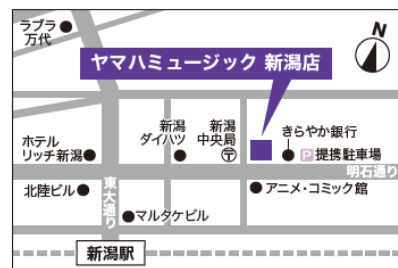 ラブラ
万代
N
ヤマハミュージック 新潟店
新潟
ダイハツ
新潟
中央局
〒
きらやか銀行
P 提携駐車場
ホテル
リッチ新潟
明石通り
北陸ビル
東大通り
アニメ・コミック館
マルタケビル
新潟駅